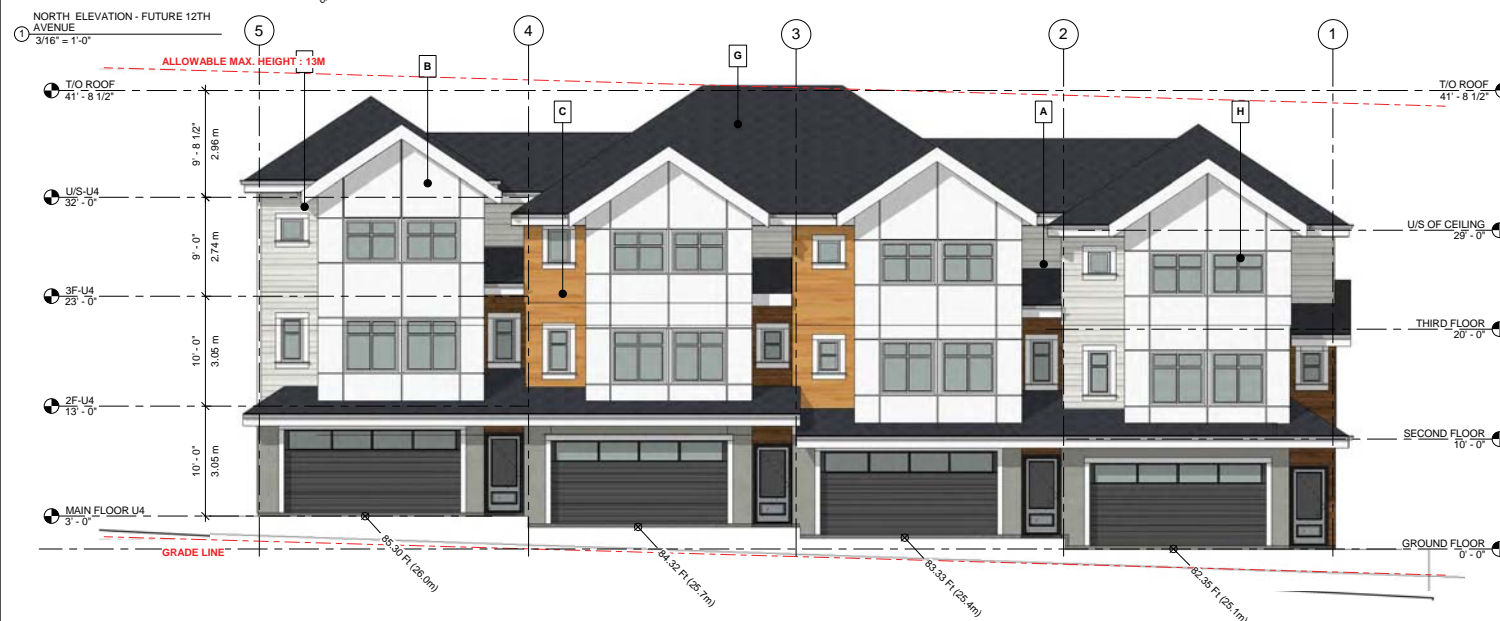 NORTH ELEVATION - FUTURE 12TH
AVENUE
1
3/16" = 1'-0"
5
4
3
2
1
ALLOWABLE MAX. HEIGHT : 13M
B
G
C
A
H
T/O ROOF
41' - 8 1/2"
T/O ROOF
41' - 8 1/2"
9' - 8 1/2"
2.96 m
U/S-U4
32' - 0"
U/S OF CEILING
29' - 0"
9' - 0"
2.74 m
3F-U4
23' - 0"
THIRD FLOOR
20' - 0"
10' - 0"
3.05 m
2F-U4
13' - 0"
SECOND FLOOR
10' - 0"
10' - 0"
3.05 m
MAIN FLOOR U4
3' - 0"
GROUND FLOOR
0' - 0"
GRADE LINE
85.30 Ft (26.0m)
84.32 Ft (25.7m)
83.33 Ft (25.4m)
82.35 Ft (25.1m)